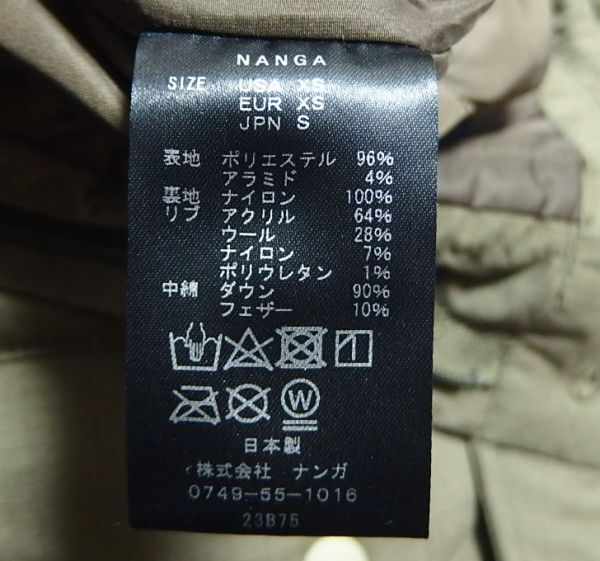 NANGA
SIZE USA XS
EUR XS
JPN S
表地 ポリエステル 96%
アラミド 4%
裏地 ナイロン 100%
リブ アクリル 64%
ウール 28%
ナイロン 7%
ポリウレタン 1%
中綿 ダウン 90%
フェザー 10%
W
日本製
株式会社 ナンガ
0749-55-1016
23B75